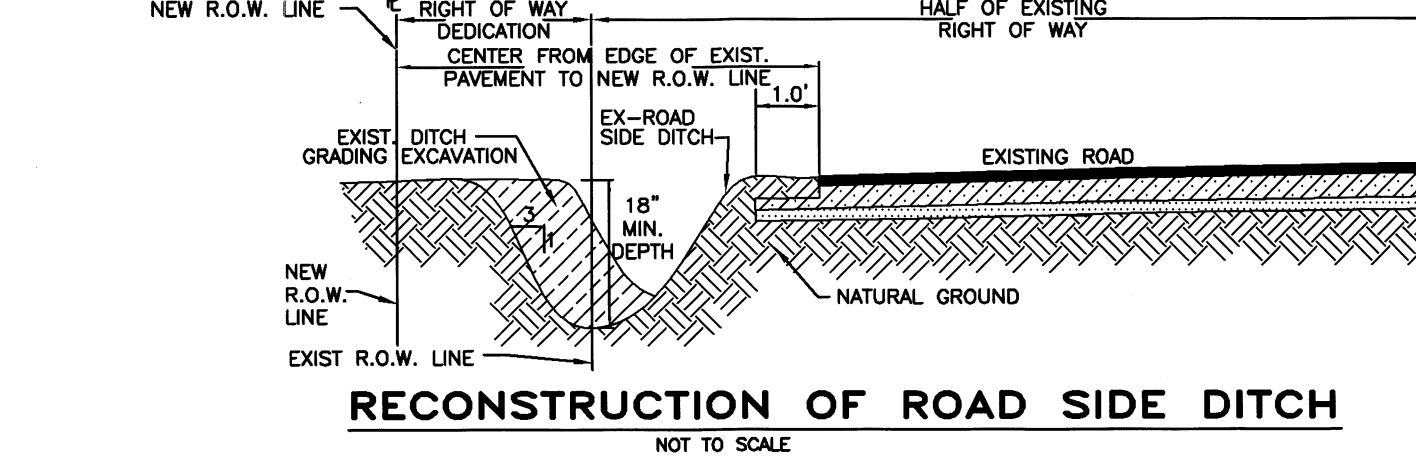 NEW R.O.W. LINE
RIGHT OF WAY
DEDICATION
HALF OF EXISTING
RIGHT OF WAY
CENTER FROM EDGE OF EXIST.
PAVEMENT TO NEW R.O.W. LINE
1.0'
EX-ROAD
SIDE DITCH
EXIST. DITCH
GRADING EXCAVATION
EXISTING ROAD
18"
MIN.
DEPTH
3
1
NEW
R.O.W.
LINE
NATURAL GROUND
EXIST R.O.W. LINE
RECONSTRUCTION OF ROAD SIDE DITCH
NOT TO SCALE